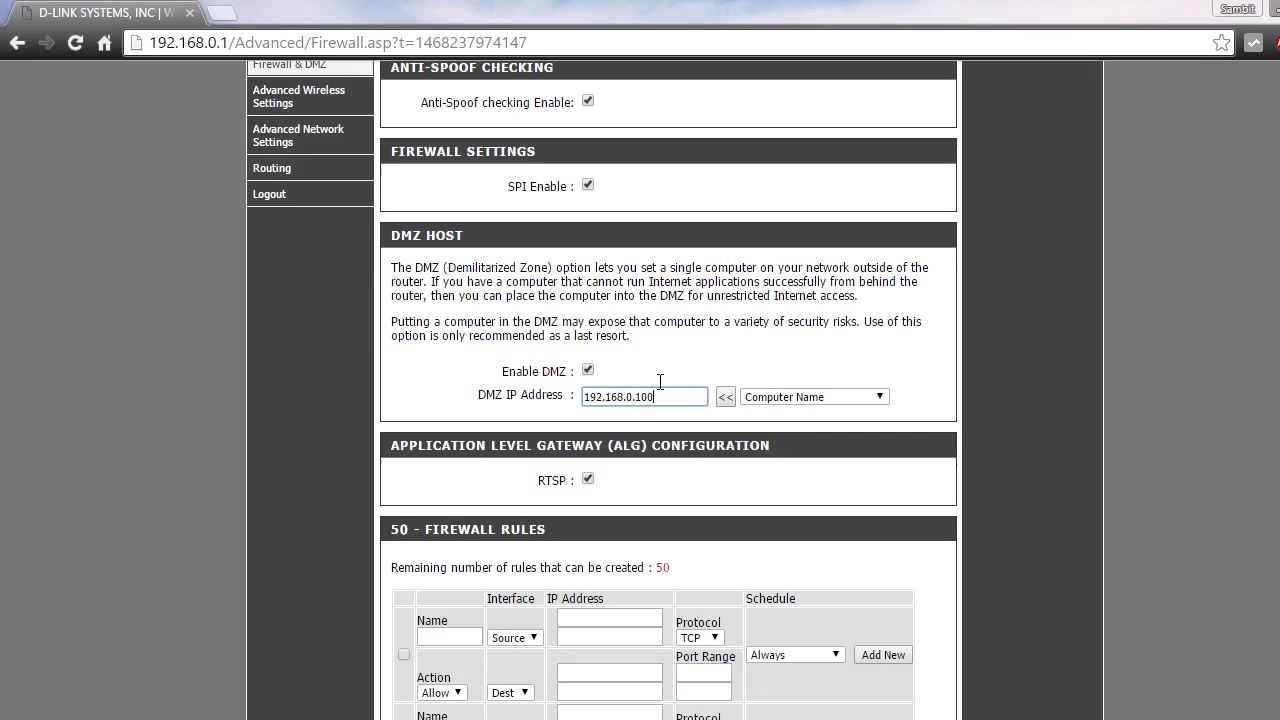 D-LINK SYSTEMS, INC | W
Sambit
192.168.0.1/Advanced/Firewall.asp?t=1468237974147
Firewall & DMZ
Advanced Wireless
Settings
Advanced Network
Settings
Routing
Logout
ANTI-SPOOF CHECKING
Anti-Spoof checking Enable:
FIREWALL SETTINGS
SPI Enable :
DMZ HOST
The DMZ (Demilitarized Zone) option lets you set a single computer on your network outside of the
router. If you have a computer that cannot run Internet applications successfully from behind the
router, then you can place the computer into the DMZ for unrestricted Internet access.
Putting a computer in the DMZ may expose that computer to a variety of security risks. Use of this
option is only recommended as a last resort.
Enable DMZ :
DMZ IP Address : 192.168.0.100 << Computer Name
APPLICATION LEVEL GATEWAY (ALG) CONFIGURATION
RTSP :
50 - FIREWALL RULES
Remaining number of rules that can be created : 50
Interface IP Address Schedule
Name Protocol
Source TCP
Port Range
Always Add New
Action
Allow Dest
Name Protocol